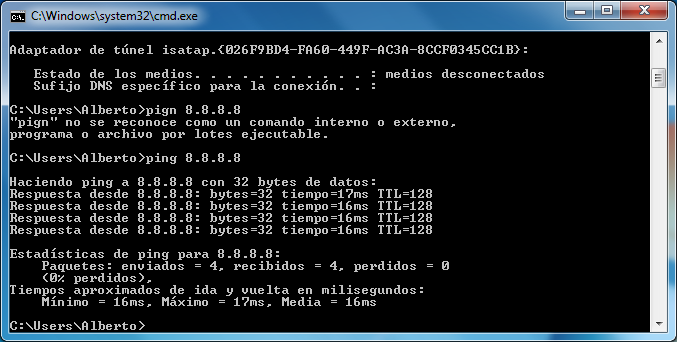 C:\Windows\system32\cmd.exe
Adaptador de túnel isatap.{026F9BD4-FA60-449F-AC3A-8CCF0345CC1B}:
Estado de los medios. . . . . . . . . . . : medios desconectados
Sufijo DNS específico para la conexión. . :
C:\Users\Alberto>pign 8.8.8.8
"pign" no se reconoce como un comando interno o externo,
programa o archivo por lotes ejecutable.
C:\Users\Alberto>ping 8.8.8.8
Haciendo ping a 8.8.8.8 con 32 bytes de datos:
Respuesta desde 8.8.8.8: bytes=32 tiempo=17ms TTL=128
Respuesta desde 8.8.8.8: bytes=32 tiempo=16ms TTL=128
Respuesta desde 8.8.8.8: bytes=32 tiempo=16ms TTL=128
Respuesta desde 8.8.8.8: bytes=32 tiempo=16ms TTL=128
Estadísticas de ping para 8.8.8.8:
Paquetes: enviados = 4, recibidos = 4, perdidos = 0
(0% perdidos),
Tiempos aproximados de ida y vuelta en milisegundos:
Mínimo = 16ms, Máximo = 17ms, Media = 16ms
C:\Users\Alberto>